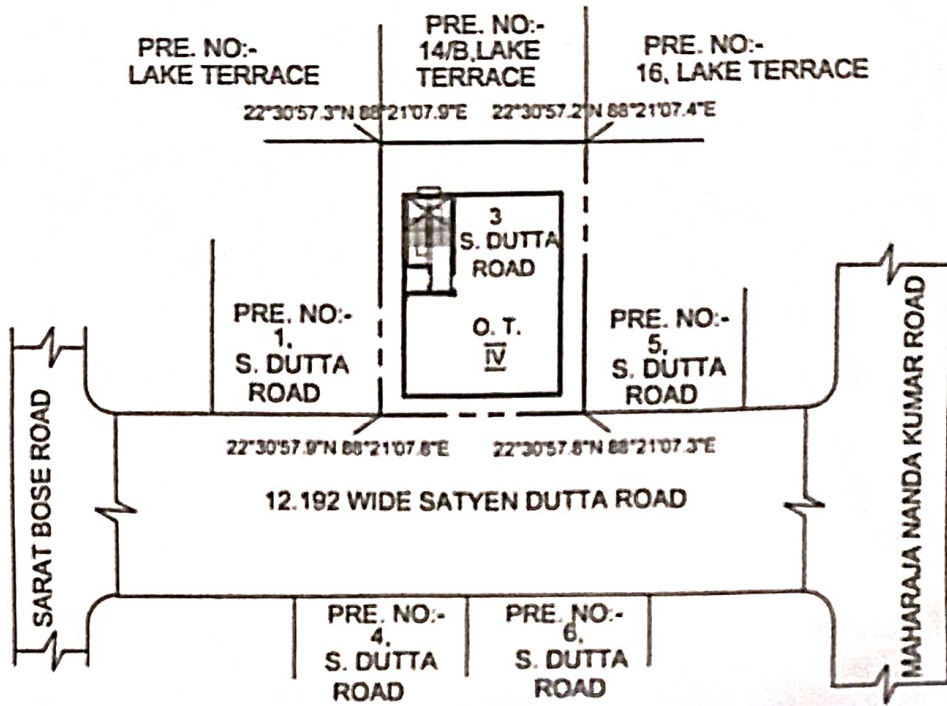 PRE. NO:-
LAKE TERRACE
PRE. NO:-
14/B,LAKE
TERRACE
PRE. NO:-
16, LAKE TERRACE
22°30'57.3"N 88°21'07.9"E
22°30'57.2"N 88°21'07.4"E
3
S. DUTTA
ROAD
O. T.
IV
PRE. NO:-
1,
S. DUTTA
ROAD
PRE. NO:-
5,
S. DUTTA
ROAD
22°30'57.9"N 88°21'07.8"E
22°30'57.8"N 88°21'07.3"E
12.192 WIDE SATYEN DUTTA ROAD
SARAT BOSE ROAD
MAHARAJA NANDA KUMAR ROAD
PRE. NO:-
4,
S. DUTTA
ROAD
PRE. NO:-
6,
S. DUTTA
ROAD